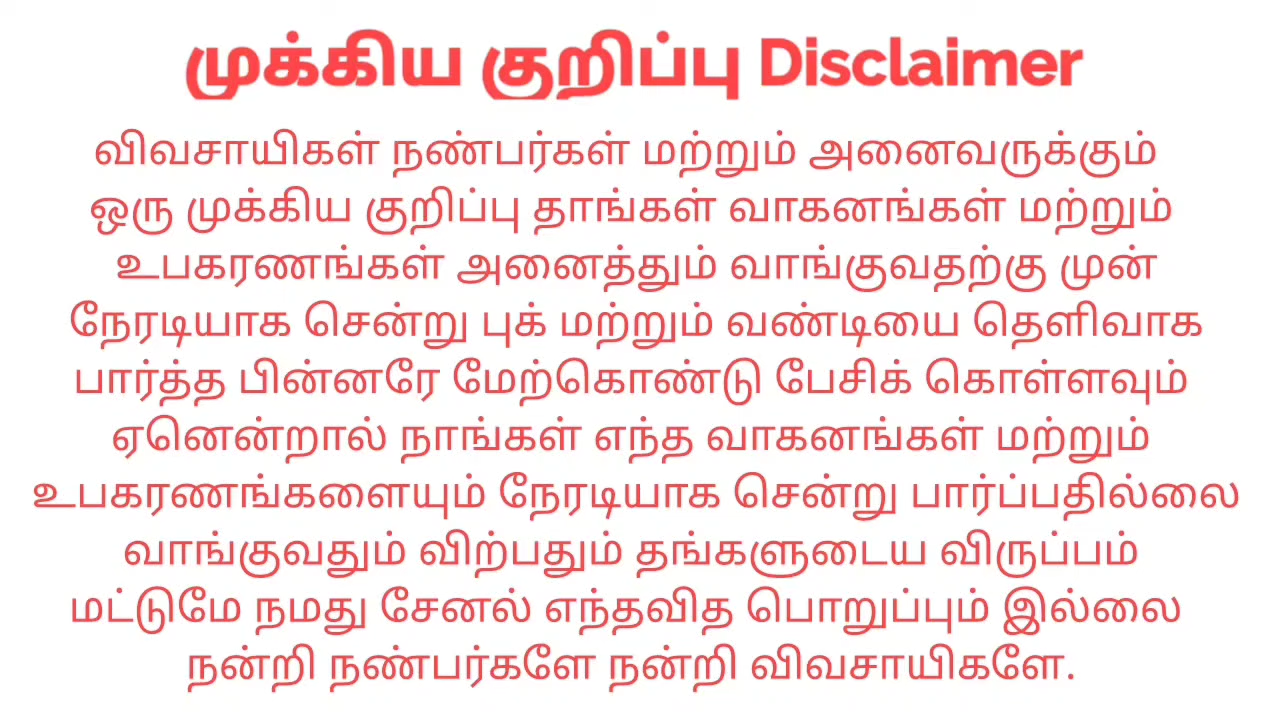 முக்கிய குறிப்பு Disclaimer
விவசாயிகள் நண்பர்கள் மற்றும் அனைவருக்கும்
ஒரு முக்கிய குறிப்பு தாங்கள் வாகனங்கள் மற்றும்
உபகரணங்கள் அனைத்தும் வாங்குவதற்கு முன்
நேரடியாக சென்று புக் மற்றும் வண்டியை தெளிவாக
பார்த்த பின்னரே மேற்கொண்டு பேசிக் கொள்ளவும்
ஏனென்றால் நாங்கள் எந்த வாகனங்கள் மற்றும்
உபகரணங்களையும் நேரடியாக சென்று பார்ப்பதில்லை
வாங்குவதும் விற்பதும் தங்களுடைய விருப்பம்
மட்டுமே நமது சேனல் எந்தவித பொறுப்பும் இல்லை
நன்றி நண்பர்களே நன்றி விவசாயிகளே.